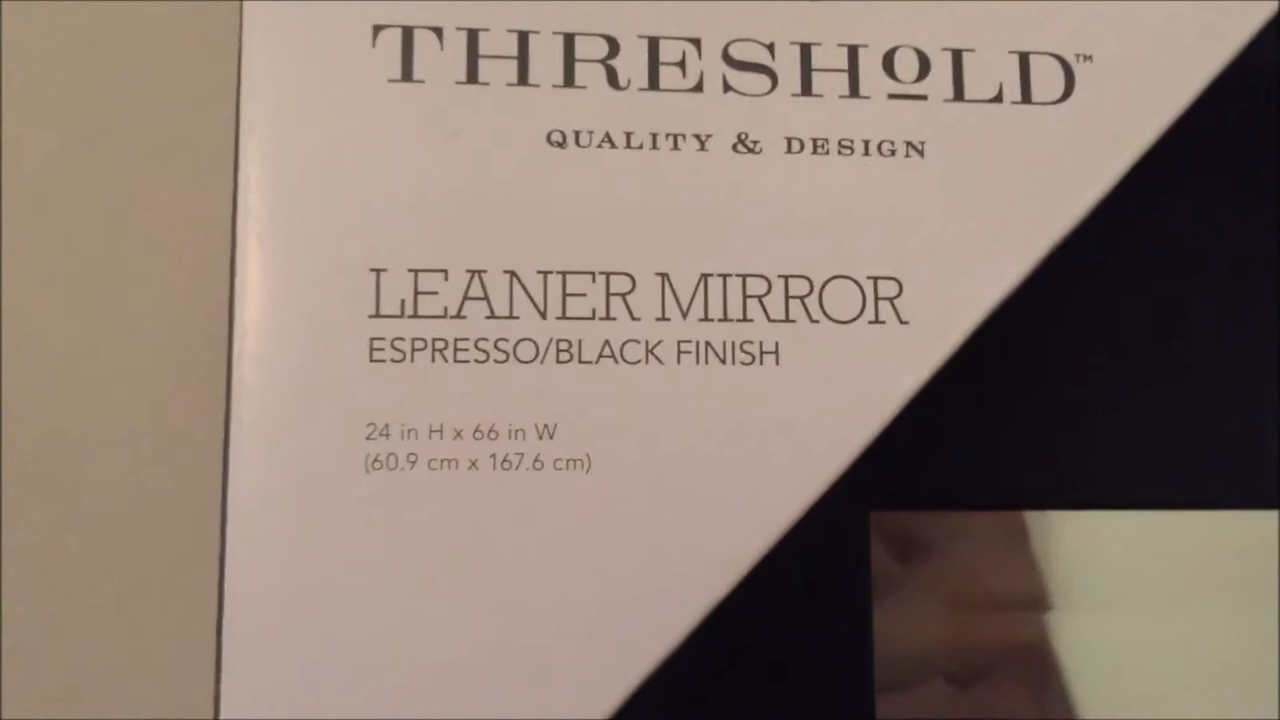 THRESHOLD™
QUALITY & DESIGN
LEANER MIRROR
ESPRESSO/BLACK FINISH
24 in H x 66 in W
(60.9 cm x 167.6 cm)